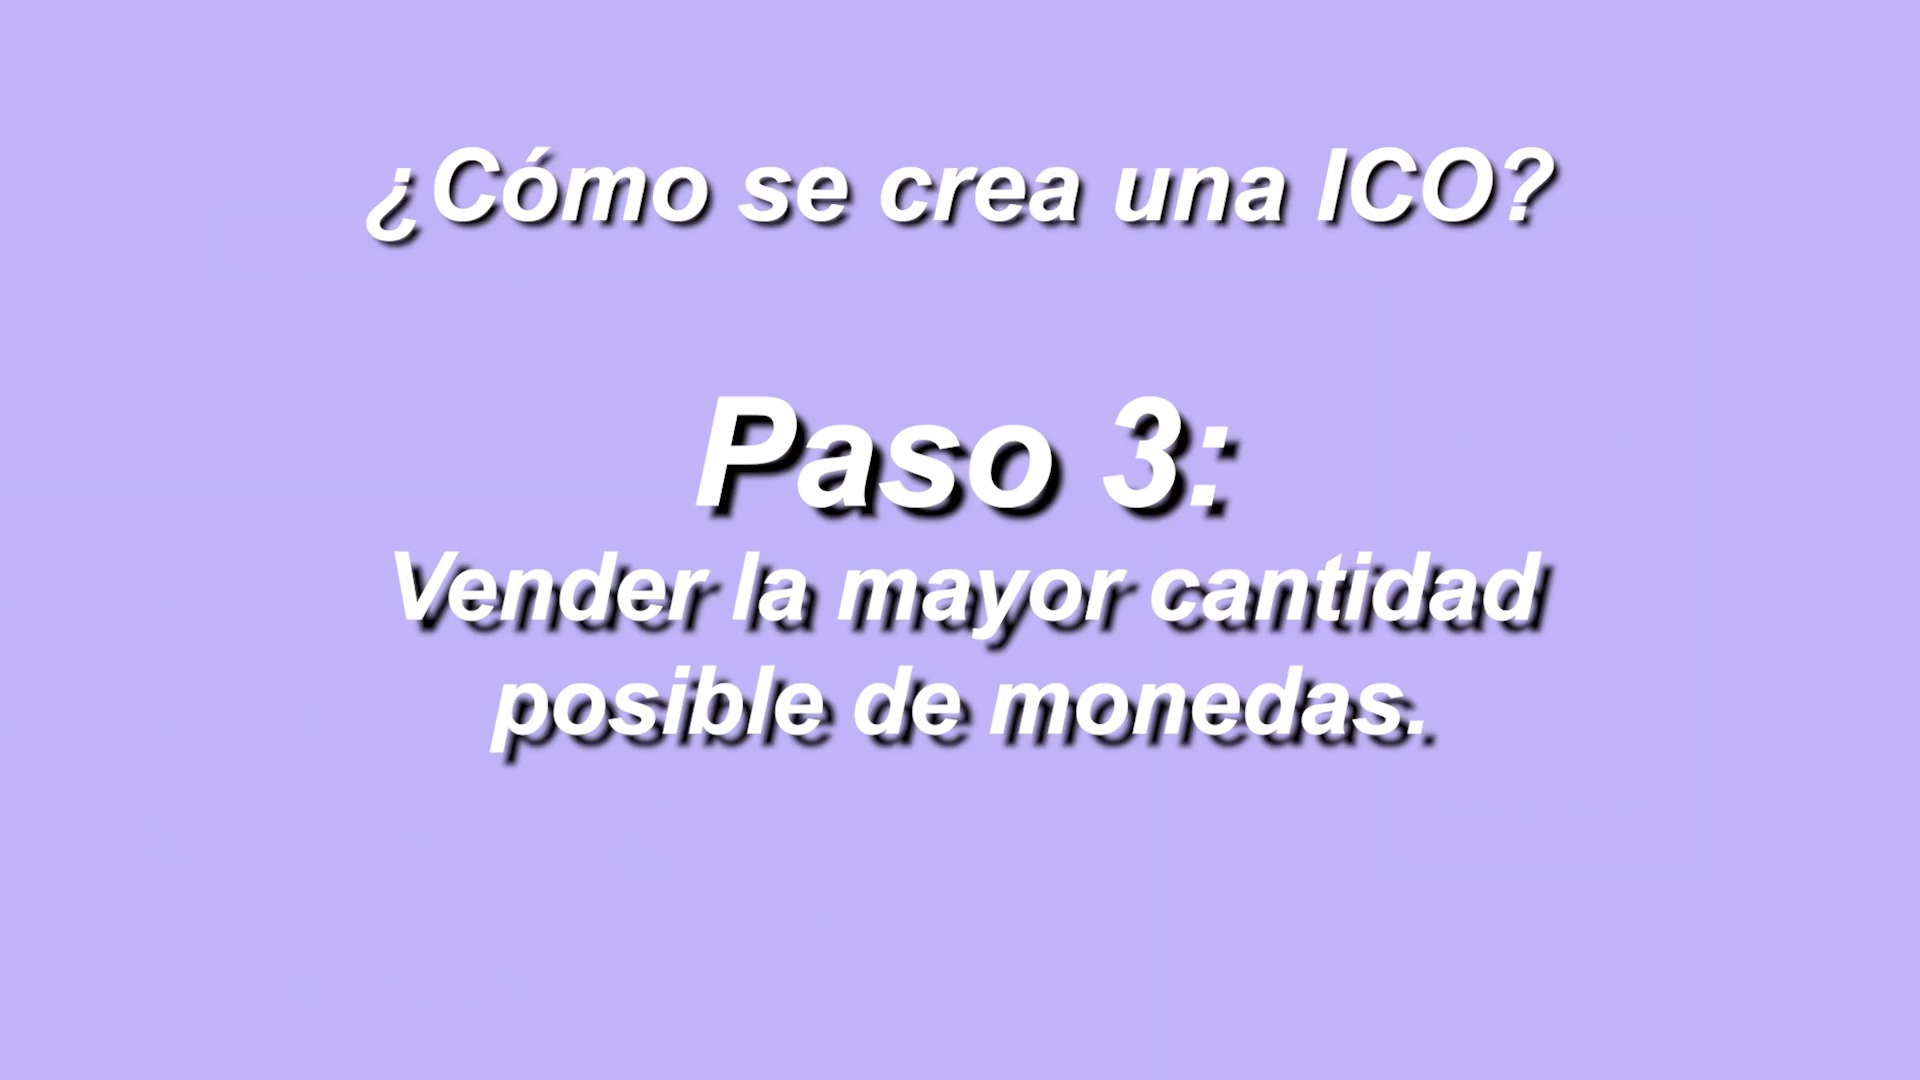 ¿Cómo se crea una ICO?
Paso 3:
Vender la mayor cantidad
posible de monedas.